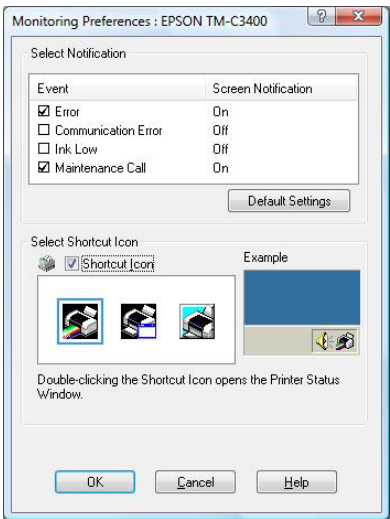 Monitoring Preferences : EPSON TM-C3400
Select Notification
Event Screen Notification
Error On
Communication Error Off
Ink Low Off
Maintenance Call On
Default Settings
Select Shortcut Icon
Shortcut Icon
Example
Double-clicking the Shortcut Icon opens the Printer Status
Window.
OK Cancel Help